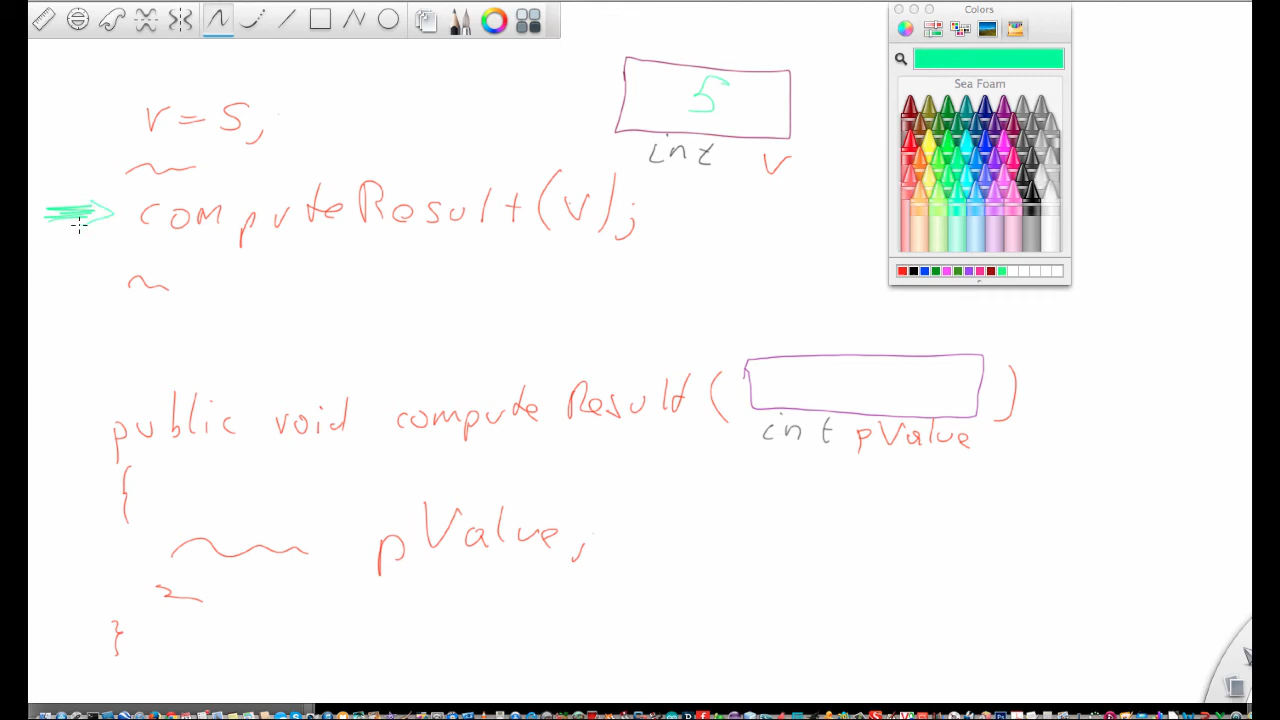 Colors
Sea Foam
v = 5;
5
int v
computeResult(v);
public void computeResult(
int pValue
)
{
pValue;
}